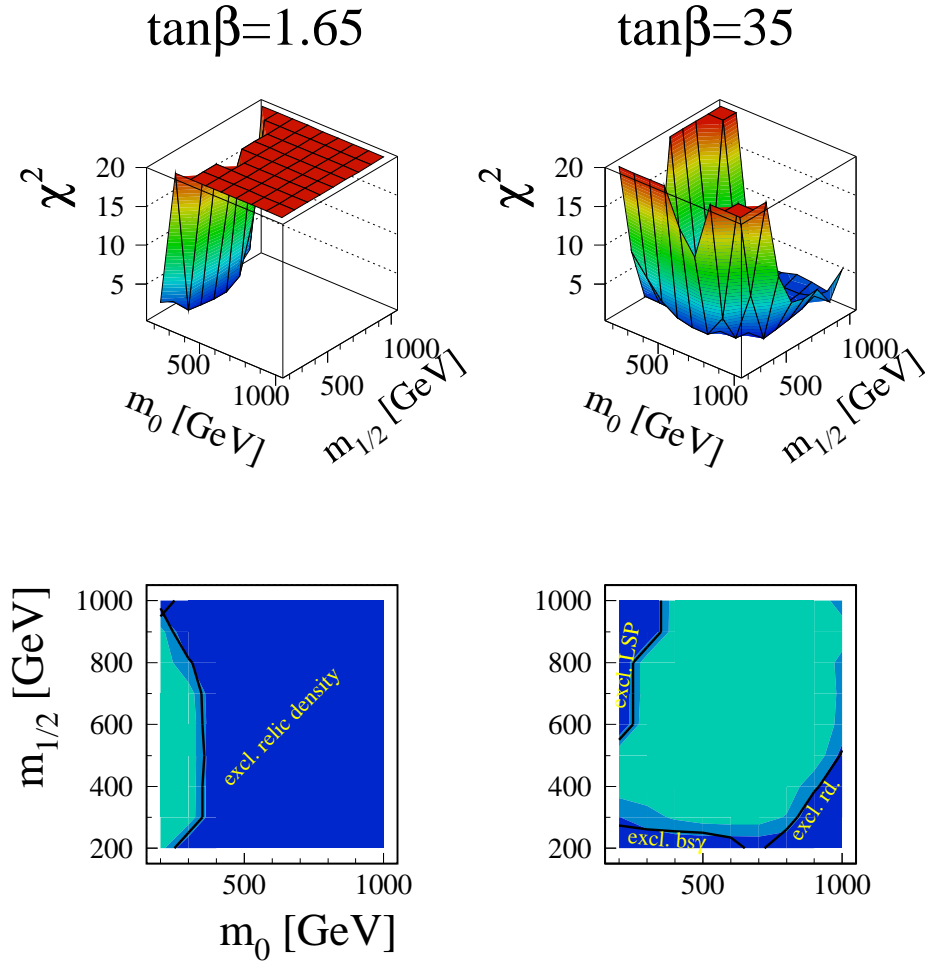 tanβ=1.65
tanβ=35
χ²
20
15
10
5
500
1000
m₀ [GeV]
500
1000
m₁/₂ [GeV]
χ²
20
15
10
5
500
1000
m₀ [GeV]
500
1000
m₁/₂ [GeV]
m₁/₂ [GeV]
1000
800
600
400
200
excl. relic density
500
1000
m₀ [GeV]
1000
800
600
400
200
excl. LSP
excl. bsγ
excl. rd.
500
1000